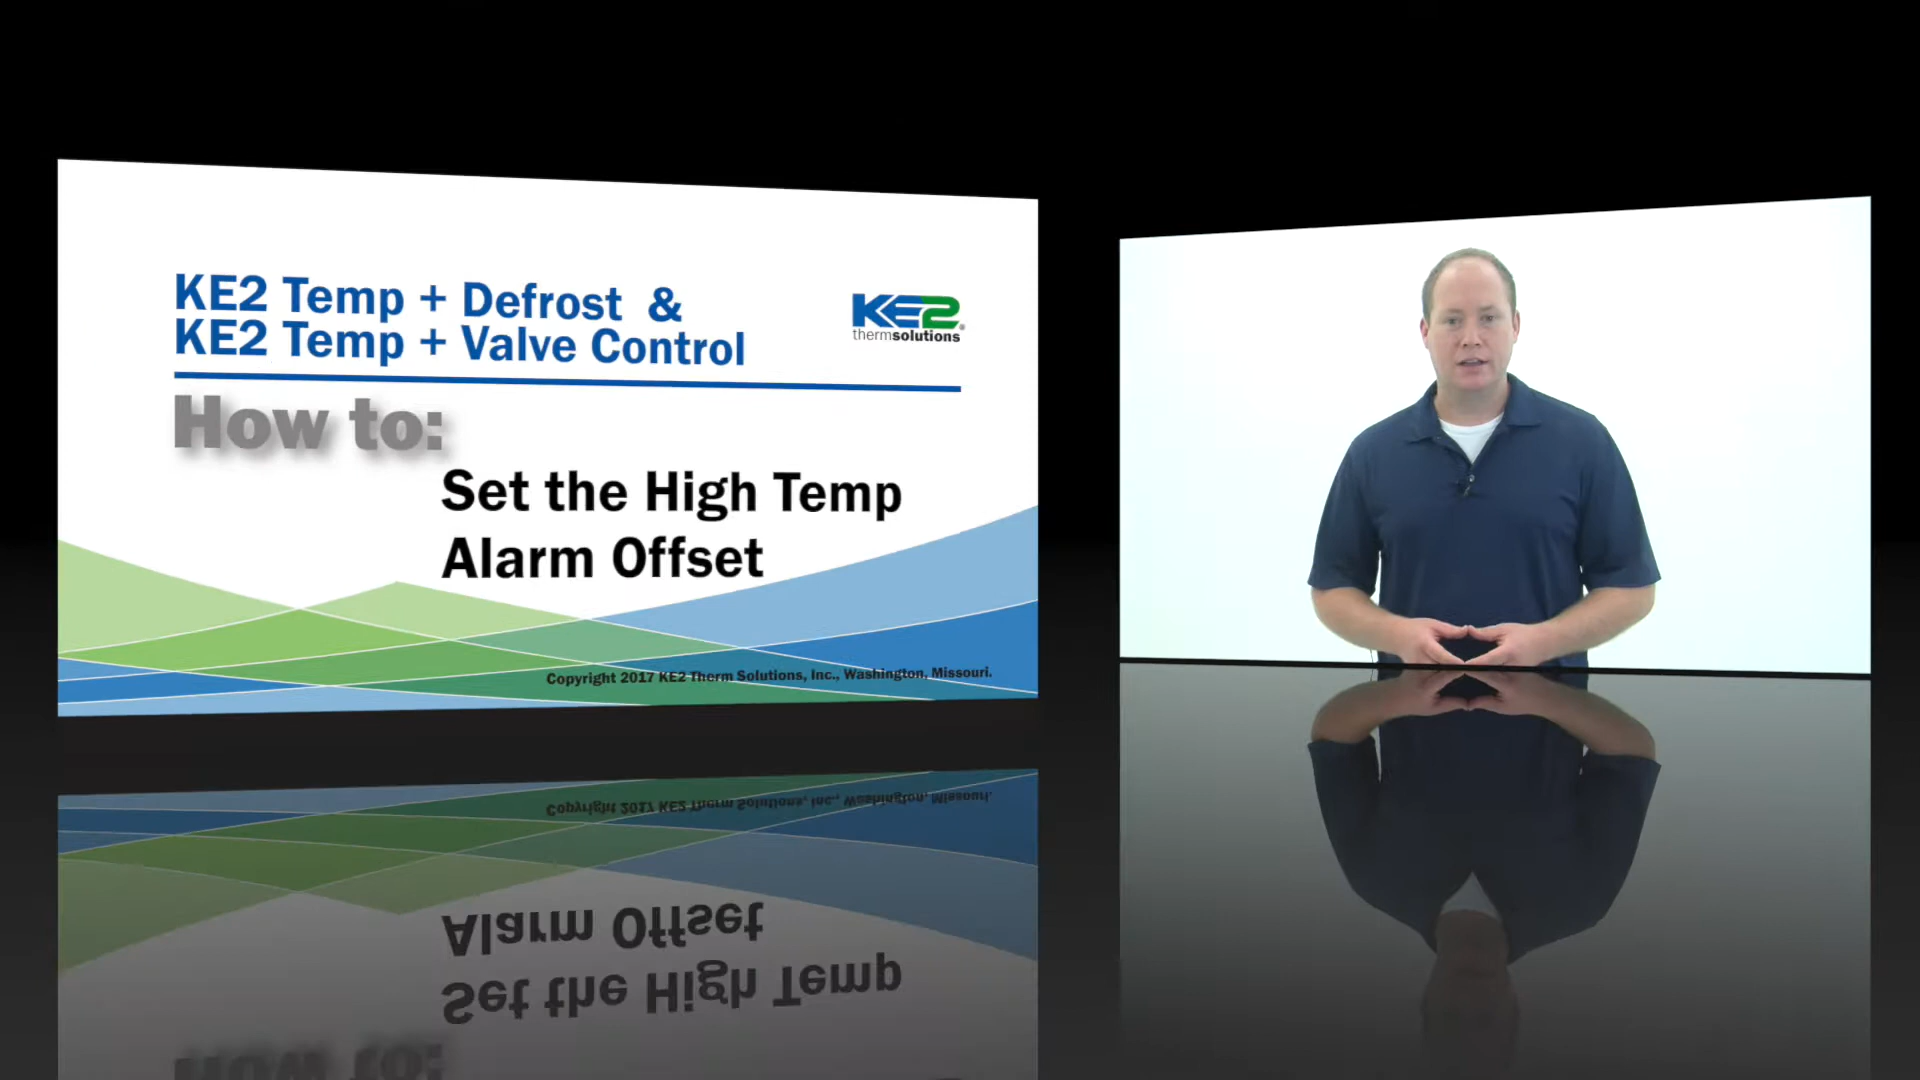 KE2 Temp + Defrost &
KE2 Temp + Valve Control
KE2
thermsolutions
How to:
Set the High Temp
Alarm Offset
Copyright 2017 KE2 Therm Solutions, Inc., Washington, Missouri.